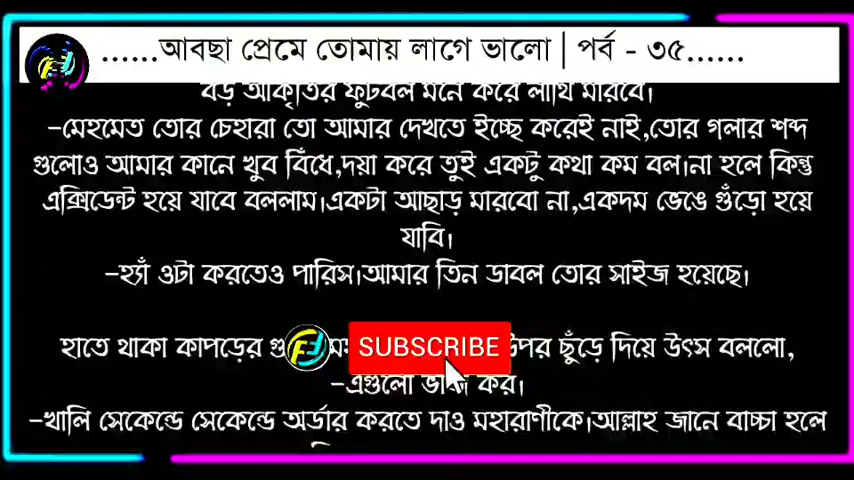 ......আবছা প্রেমে তোমায় লাগে ভালো | পর্ব - ৩৫......
বড় আকৃতির ফুটবল মনে করে লাথি মারবে।
-মেহমেত তোর চেহারা তো আমার দেখতে ইচ্ছে করেই নাই,তোর গলার শব্দ
গুলোও আমার কানে খুব বিঁধে,দয়া করে তুই একটু কথা কম বল।না হলে কিন্তু
এক্সিডেন্ট হয়ে যাবে বললাম।একটা আছাড় মারবো না,একদম ভেঙে গুঁড়ো হয়ে
যাবি।
-হ্যাঁ ওটা করতেও পারিস।আমার তিন ডাবল তোর সাইজ হয়েছে।
হাতে থাকা কাপড়ের SUBSCRIBE ছুঁড়ে দিয়ে উৎস বললো,
-এগুলো কর।
-খালি সেকেন্ডে সেকেন্ডে অর্ডার করতে দাও মহারাণীকে।আল্লাহ জানে বাচ্চা হলে